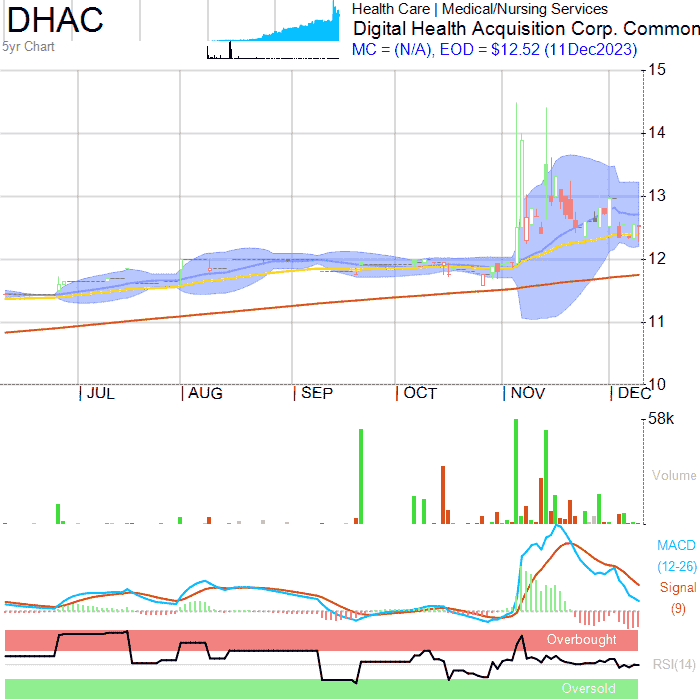 DHAC
5yr Chart
Health Care | Medical/Nursing Services
Digital Health Acquisition Corp. Common
MC = (N/A), EOD = $12.52 (11Dec2023)
15
14
13
12
11
10
JUL AUG SEP OCT NOV DEC
58k
Volume
MACD
(12-26)
Signal
(9)
Overbought
RSI(14)
Oversold